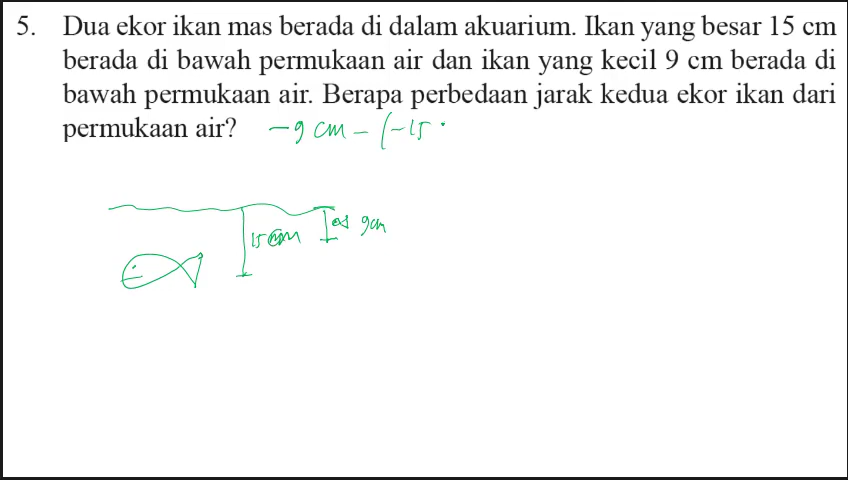 5. Dua ekor ikan mas berada di dalam akuarium. Ikan yang besar 15 cm
berada di bawah permukaan air dan ikan yang kecil 9 cm berada di
bawah permukaan air. Berapa perbedaan jarak kedua ekor ikan dari
permukaan air? -9 cm - (-15
15 cm 9cm